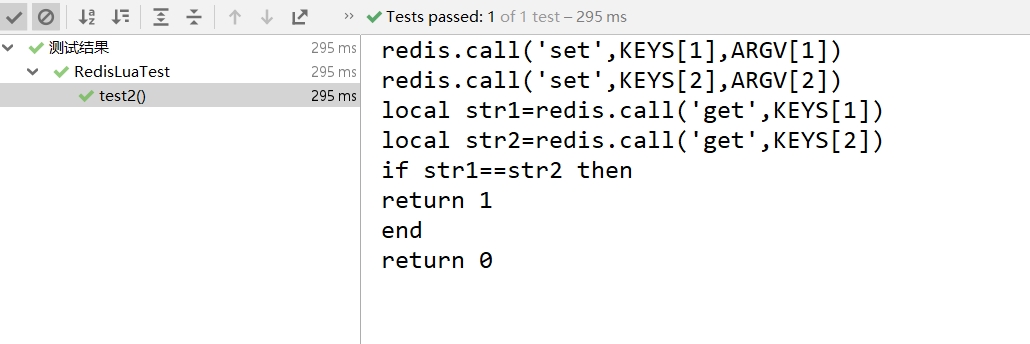 Tests passed: 1 of 1 test – 295 ms
测试结果 295 ms
RedisLuaTest 295 ms
test2() 295 ms
redis.call('set',KEYS[1],ARGV[1])
redis.call('set',KEYS[2],ARGV[2])
local str1=redis.call('get',KEYS[1])
local str2=redis.call('get',KEYS[2])
if str1==str2 then
return 1
end
return 0